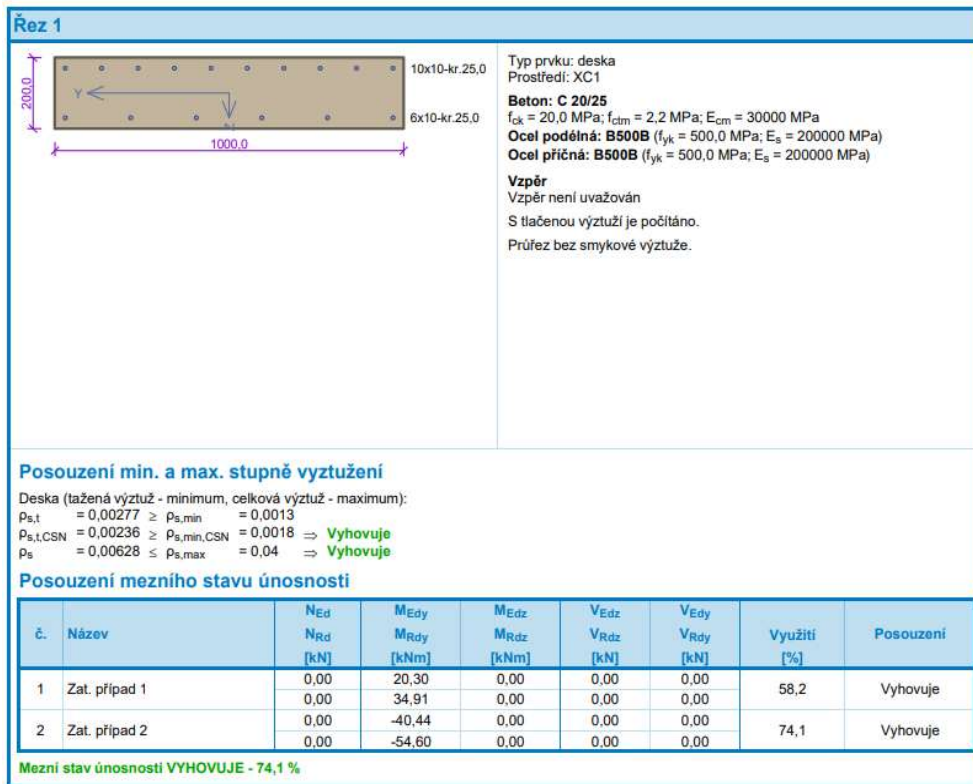 Řez 1
200,0
Y
10x10-kr.25,0
6x10-kr.25,0
1000,0
Typ prvku: deska
Prostředí: XC1
Beton: C 20/25
fck = 20,0 MPa; fctm = 2,2 MPa; Ecm = 30000 MPa
Ocel podélná: B500B (fyk = 500,0 MPa; Es = 200000 MPa)
Ocel příčná: B500B (fyk = 500,0 MPa; Es = 200000 MPa)
Vzpěr
Vzpěr není uvažován
S tlačenou výztuží je počítáno.
Průřez bez smykové výztuže.
Posouzení min. a max. stupně vyztužení
Deska (tažená výztuž - minimum, celková výztuž - maximum):
ρs,t = 0,00277 ≥ ρs,min = 0,0013
ρs,t,CSN = 0,00236 ≥ ρs,min,CSN = 0,0018 ⇒ Vyhovuje
ρs = 0,00628 ≤ ρs,max = 0,04 ⇒ Vyhovuje
Posouzení mezního stavu únosnosti
č. Název NEd MEdy MEdz VEdz VEdy Využití Posouzení
NRd MRdy MRdz VRdz VRdy
[kN] [kNm] [kNm] [kN] [kN] [%]
1 Zat. případ 1 0,00 20,30 0,00 0,00 0,00 58,2 Vyhovuje
0,00 34,91 0,00 0,00 0,00
2 Zat. případ 2 0,00 -40,44 0,00 0,00 0,00 74,1 Vyhovuje
0,00 -54,60 0,00 0,00 0,00
Mezní stav únosnosti VYHOVUJE - 74,1 %